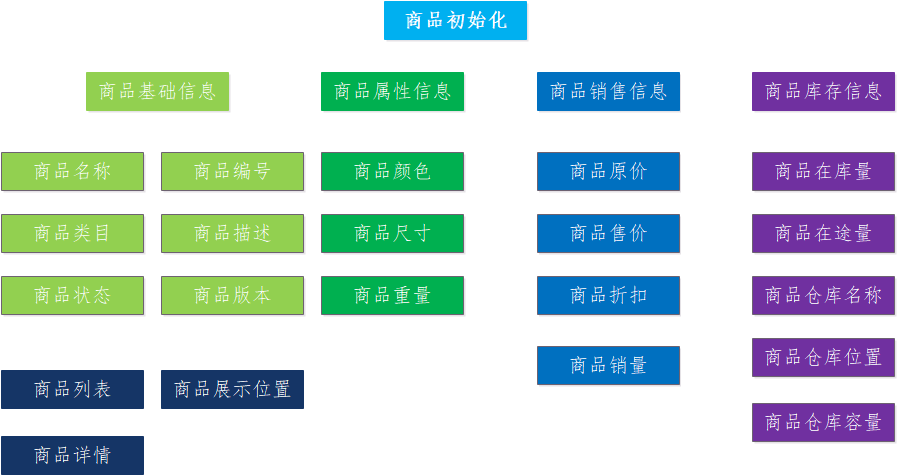 商品初始化
商品基础信息
商品属性信息
商品销售信息
商品库存信息
商品名称
商品编号
商品颜色
商品原价
商品在库量
商品类目
商品描述
商品尺寸
商品售价
商品在途量
商品状态
商品版本
商品重量
商品折扣
商品仓库名称
商品销量
商品仓库位置
商品列表
商品展示位置
商品仓库容量
商品详情